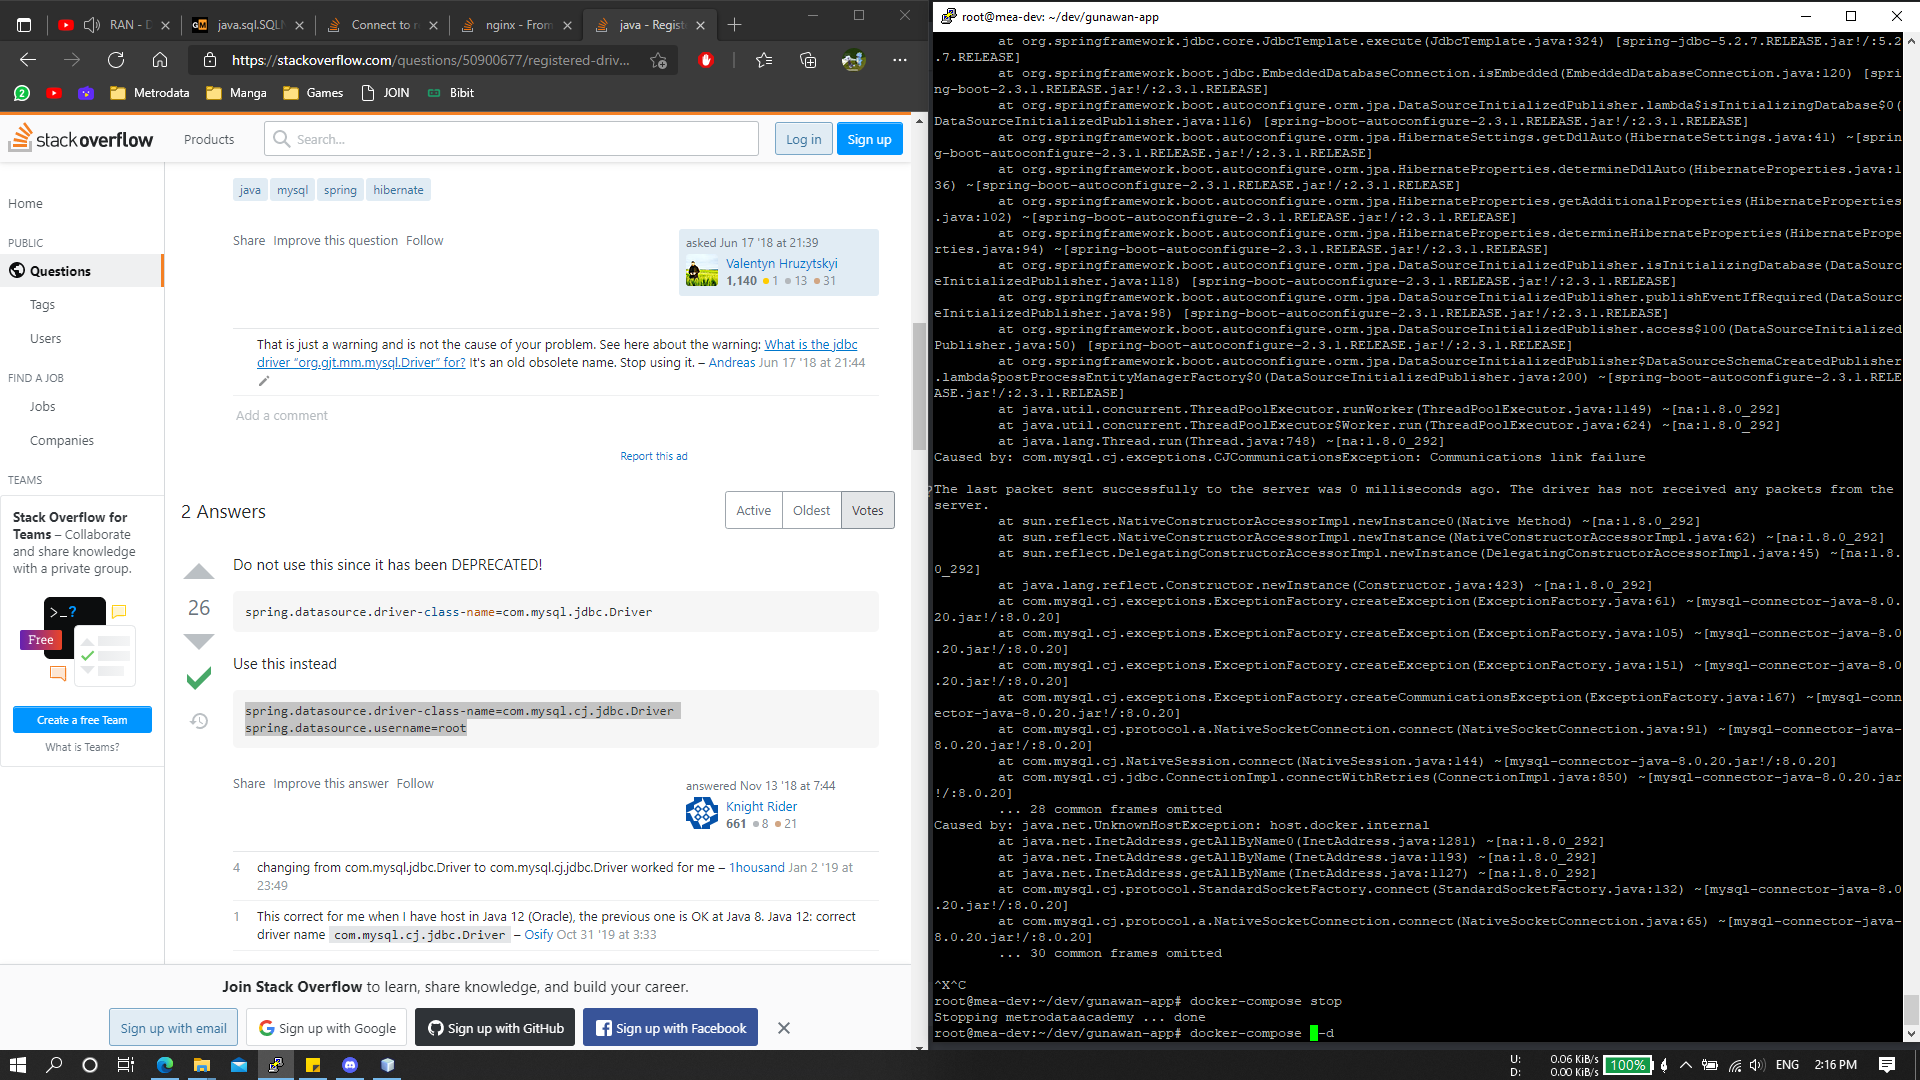 RAN - D
java.sql.SQLN
Connect to r
nginx - From
java - Regist
https://stackoverflow.com/questions/50900677/registered-driv...
Metrodata
Manga
Games
JOIN
Bibit
stackoverflow
Products
Search...
Log in
Sign up
Home
PUBLIC
Questions
Tags
Users
FIND A JOB
Jobs
Companies
TEAMS
Stack Overflow for
Teams – Collaborate
and share knowledge
with a private group.
>_?
Free
Create a free Team
What is Teams?
java
mysql
spring
hibernate
Share Improve this question Follow
asked Jun 17 '18 at 21:39
Valentyn Hruzytskyi
1,140 1 13 31
That is just a warning and is not the cause of your problem. See here about the warning: What is the jdbc
driver “org.gjt.mm.mysql.Driver” for? It's an old obsolete name. Stop using it. – Andreas Jun 17 '18 at 21:44
Add a comment
Report this ad
2 Answers
Active
Oldest
Votes
26
Do not use this since it has been DEPRECATED!
spring.datasource.driver-class-name=com.mysql.jdbc.Driver
Use this instead
spring.datasource.driver-class-name=com.mysql.cj.jdbc.Driver
spring.datasource.username=root
Share Improve this answer Follow
answered Nov 13 '18 at 7:44
Knight Rider
661 8 21
4 changing from com.mysql.jdbc.Driver to com.mysql.cj.jdbc.Driver worked for me – 1housand Jan 2 '19 at
23:49
1 This correct for me when I have host in Java 12 (Oracle), the previous one is OK at Java 8. Java 12: correct
driver name com.mysql.cj.jdbc.Driver – Osify Oct 31 '19 at 3:33
Join Stack Overflow to learn, share knowledge, and build your career.
Sign up with email
Sign up with Google
Sign up with GitHub
Sign up with Facebook
root@mea-dev: ~/dev/gunawan-app
at org.springframework.jdbc.core.JdbcTemplate.execute(JdbcTemplate.java:324) [spring-jdbc-5.2
.7.RELEASE.jar!/:5.2.7.RELEASE]
at org.springframework.boot.jdbc.EmbeddedDatabaseConnection.isEmbedded(EmbeddedDatabaseConnection.java:120) [spri
ng-boot-2.3.1.RELEASE.jar!/:2.3.1.RELEASE]
at org.springframework.boot.autoconfigure.orm.jpa.DataSourceInitializedPublisher.lambda$isInitializingDatabase$0(
DataSourceInitializedPublisher.java:116) [spring-boot-autoconfigure-2.3.1.RELEASE.jar!/:2.3.1.RELEASE]
at org.springframework.boot.autoconfigure.orm.jpa.HibernateSettings.getDdlAuto(HibernateSettings.java:41) ~[sprin
g-boot-autoconfigure-2.3.1.RELEASE.jar!/:2.3.1.RELEASE]
at org.springframework.boot.autoconfigure.orm.jpa.HibernateProperties.determineDdlAuto(HibernateProperties.java:1
36) ~[spring-boot-autoconfigure-2.3.1.RELEASE.jar!/:2.3.1.RELEASE]
at org.springframework.boot.autoconfigure.orm.jpa.HibernateProperties.getAdditionalProperties(HibernateProperties
.java:102) ~[spring-boot-autoconfigure-2.3.1.RELEASE.jar!/:2.3.1.RELEASE]
at org.springframework.boot.autoconfigure.orm.jpa.HibernateProperties.determineHibernateProperties(HibernatePrope
rties.java:94) ~[spring-boot-autoconfigure-2.3.1.RELEASE.jar!/:2.3.1.RELEASE]
at org.springframework.boot.autoconfigure.orm.jpa.DataSourceInitializedPublisher.isInitializingDatabase(DataSourc
eInitializedPublisher.java:118) [spring-boot-autoconfigure-2.3.1.RELEASE.jar!/:2.3.1.RELEASE]
at org.springframework.boot.autoconfigure.orm.jpa.DataSourceInitializedPublisher.publishEventIfRequired(DataSourc
eInitializedPublisher.java:98) [spring-boot-autoconfigure-2.3.1.RELEASE.jar!/:2.3.1.RELEASE]
at org.springframework.boot.autoconfigure.orm.jpa.DataSourceInitializedPublisher.access$100(DataSourceInitialized
Publisher.java:50) [spring-boot-autoconfigure-2.3.1.RELEASE.jar!/:2.3.1.RELEASE]
at org.springframework.boot.autoconfigure.orm.jpa.DataSourceInitializedPublisher$DataSourceSchemaCreatedPublisher
.lambda$postProcessEntityManagerFactory$0(DataSourceInitializedPublisher.java:200) ~[spring-boot-autoconfigure-2.3.1.RELE
ASE.jar!/:2.3.1.RELEASE]
at java.util.concurrent.ThreadPoolExecutor.runWorker(ThreadPoolExecutor.java:1149) ~[na:1.8.0_292]
at java.util.concurrent.ThreadPoolExecutor$Worker.run(ThreadPoolExecutor.java:624) ~[na:1.8.0_292]
at java.lang.Thread.run(Thread.java:748) ~[na:1.8.0_292]
Caused by: com.mysql.cj.exceptions.CJCommunicationsException: Communications link failure
The last packet sent successfully to the server was 0 milliseconds ago. The driver has not received any packets from the
server.
at sun.reflect.NativeConstructorAccessorImpl.newInstance0(Native Method) ~[na:1.8.0_292]
at sun.reflect.NativeConstructorAccessorImpl.newInstance(NativeConstructorAccessorImpl.java:62) ~[na:1.8.0_292]
at sun.reflect.DelegatingConstructorAccessorImpl.newInstance(DelegatingConstructorAccessorImpl.java:45) ~[na:1.8.
0_292]
at java.lang.reflect.Constructor.newInstance(Constructor.java:423) ~[na:1.8.0_292]
at com.mysql.cj.exceptions.ExceptionFactory.createException(ExceptionFactory.java:61) ~[mysql-connector-java-8.0.
20.jar!/:8.0.20]
at com.mysql.cj.exceptions.ExceptionFactory.createException(ExceptionFactory.java:105) ~[mysql-connector-java-8.0
.20.jar!/:8.0.20]
at com.mysql.cj.exceptions.ExceptionFactory.createException(ExceptionFactory.java:151) ~[mysql-connector-java-8.0
.20.jar!/:8.0.20]
at com.mysql.cj.exceptions.ExceptionFactory.createCommunicationsException(ExceptionFactory.java:167) ~[mysql-conn
ector-java-8.0.20.jar!/:8.0.20]
at com.mysql.cj.protocol.a.NativeSocketConnection.connect(NativeSocketConnection.java:91) ~[mysql-connector-java-
8.0.20.jar!/:8.0.20]
at com.mysql.cj.NativeSession.connect(NativeSession.java:144) ~[mysql-connector-java-8.0.20.jar!/:8.0.20]
at com.mysql.cj.jdbc.ConnectionImpl.connectWithRetries(ConnectionImpl.java:850) ~[mysql-connector-java-8.0.20.jar
!/:8.0.20]
... 28 common frames omitted
Caused by: java.net.UnknownHostException: host.docker.internal
at java.net.InetAddress.getAllByName0(InetAddress.java:1281) ~[na:1.8.0_292]
at java.net.InetAddress.getAllByName(InetAddress.java:1193) ~[na:1.8.0_292]
at java.net.InetAddress.getAllByName(InetAddress.java:1127) ~[na:1.8.0_292]
at com.mysql.cj.protocol.StandardSocketFactory.connect(StandardSocketFactory.java:132) ~[mysql-connector-java-8.0
.20.jar!/:8.0.20]
at com.mysql.cj.protocol.a.NativeSocketConnection.connect(NativeSocketConnection.java:65) ~[mysql-connector-java-
8.0.20.jar!/:8.0.20]
... 30 common frames omitted
^X^C
root@mea-dev:~/dev/gunawan-app# docker-compose stop
Stopping metrodataacademy ... done
root@mea-dev:~/dev/gunawan-app# docker-compose -d
U: 0.06 KiB/s
D: 0.00 KiB/s
100%
ENG
2:16 PM